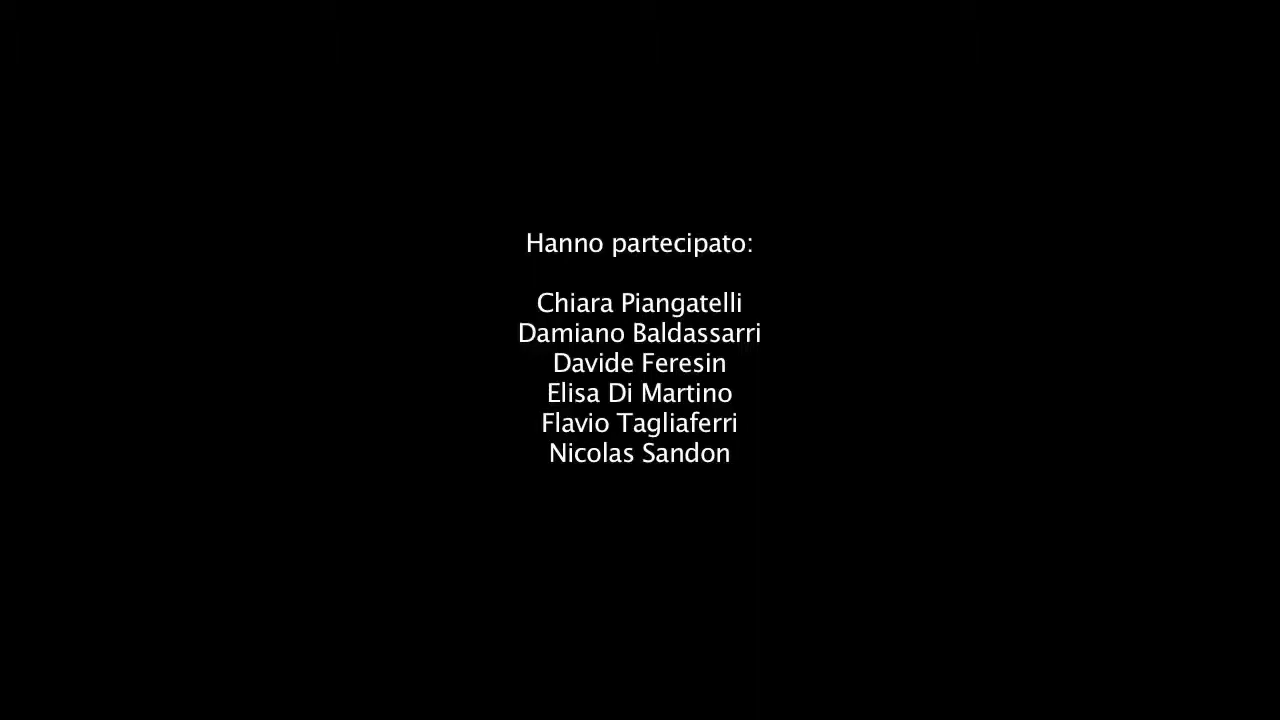 Hanno partecipato:
Chiara Piangatelli
Damiano Baldassarri
Davide Feresin
Elisa Di Martino
Flavio Tagliaferri
Nicolas Sandon